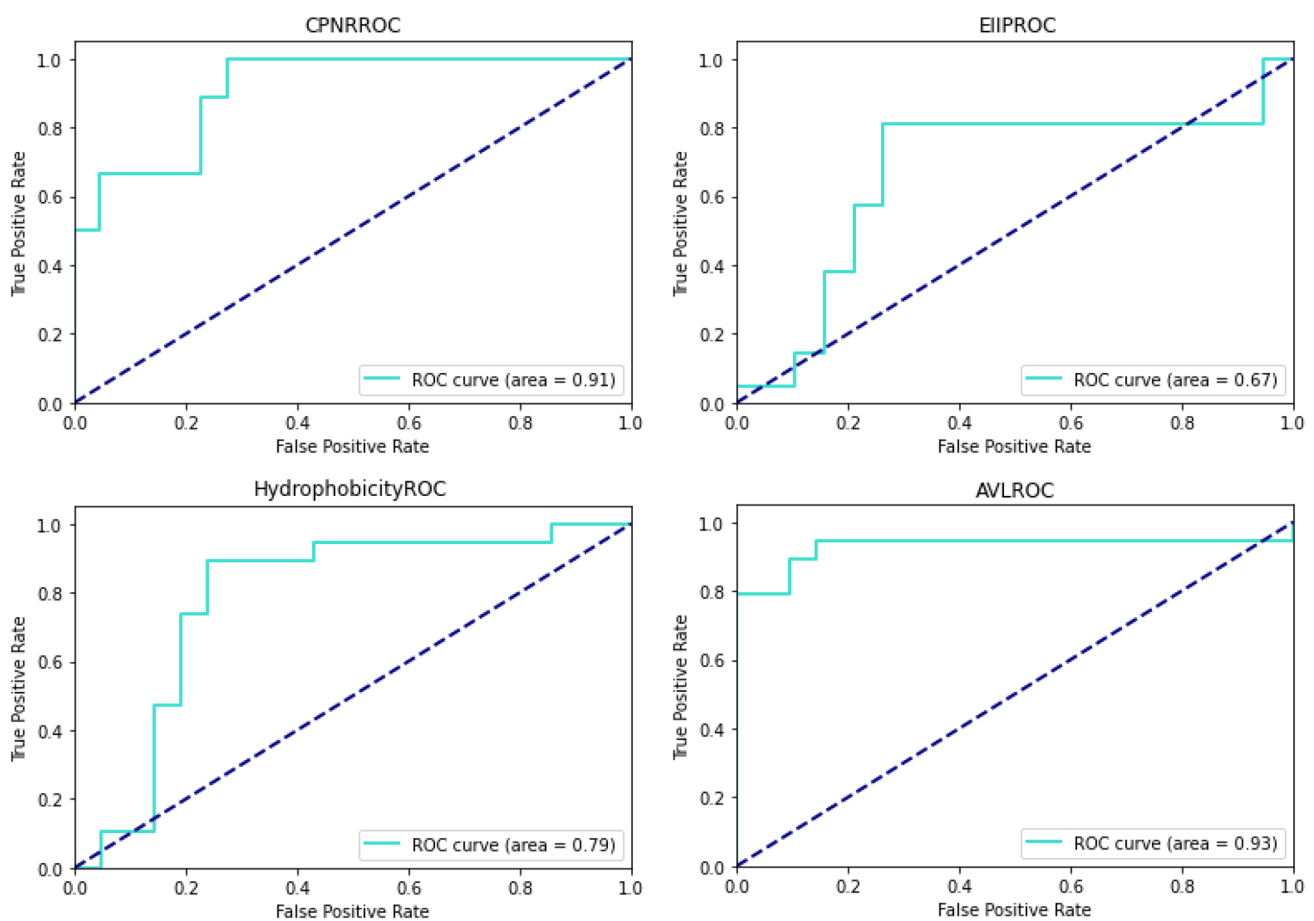 CPNRROC
1.0
0.8
0.6
0.4
0.2
0.0
True Positive Rate
ROC curve (area = 0.91)
0.0 0.2 0.4 0.6 0.8 1.0
False Positive Rate
EIIPROC
1.0
0.8
0.6
0.4
0.2
0.0
True Positive Rate
ROC curve (area = 0.67)
0.0 0.2 0.4 0.6 0.8 1.0
False Positive Rate
HydrophobicityROC
1.0
0.8
0.6
0.4
0.2
0.0
True Positive Rate
ROC curve (area = 0.79)
0.0 0.2 0.4 0.6 0.8 1.0
False Positive Rate
AVLROC
1.0
0.8
0.6
0.4
0.2
0.0
True Positive Rate
ROC curve (area = 0.93)
0.0 0.2 0.4 0.6 0.8 1.0
False Positive Rate